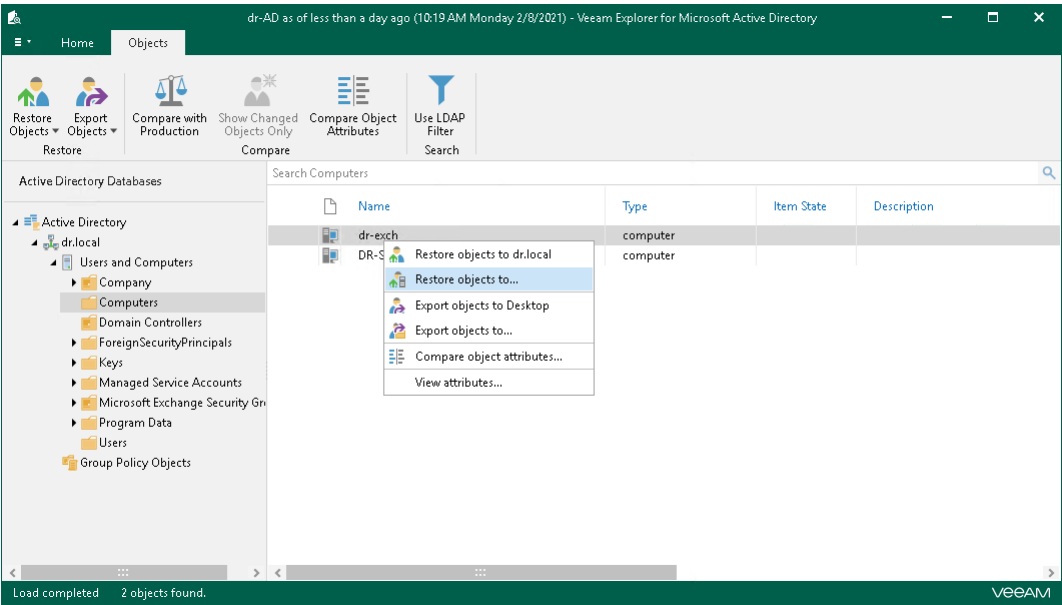 dr-AD as of less than a day ago (10:19 AM Monday 2/8/2021) - Veeam Explorer for Microsoft Active Directory
Home Objects
Restore Objects
Export Objects
Compare with Production
Show Changed Objects Only
Compare Object Attributes
Use LDAP Filter
Restore Compare Search
Active Directory Databases
Active Directory
dr.local
Users and Computers
Company
Computers
Domain Controllers
ForeignSecurityPrincipals
Keys
Managed Service Accounts
Microsoft Exchange Security Gr
Program Data
Users
Group Policy Objects
Search Computers
Name Type Item State Description
dr-exch computer
DR-S computer
Restore objects to dr.local
Restore objects to...
Export objects to Desktop
Export objects to...
Compare object attributes...
View attributes...
Load completed 2 objects found.
veeam